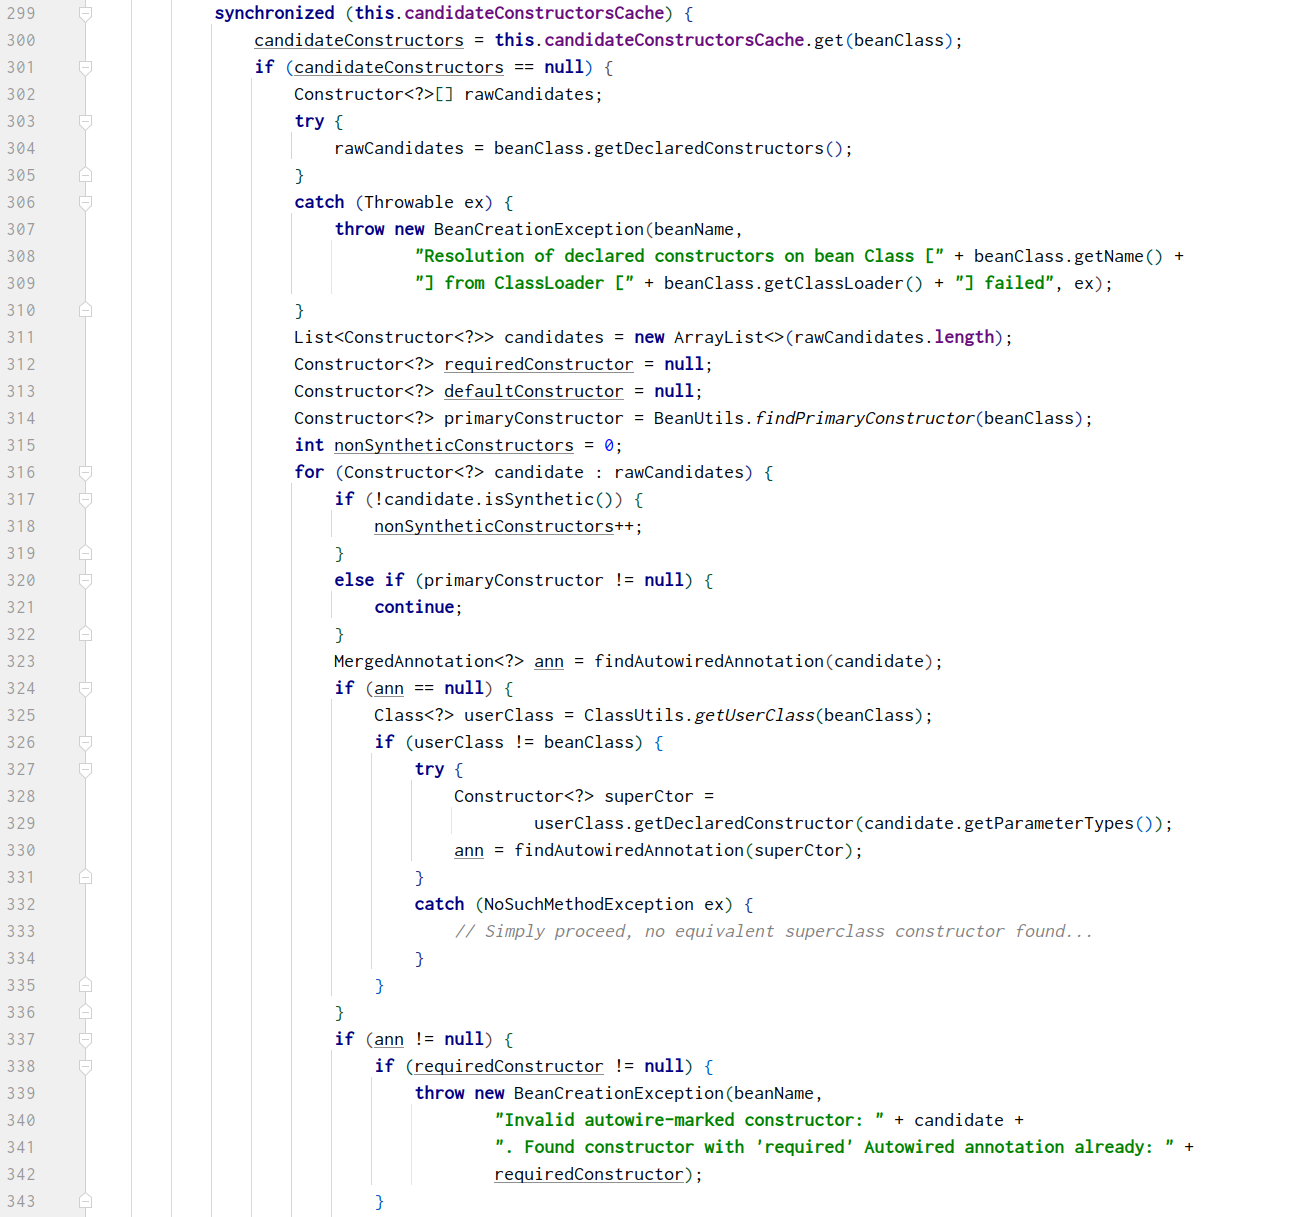 299 synchronized (this.candidateConstructorsCache) {
300 candidateConstructors = this.candidateConstructorsCache.get(beanClass);
301 if (candidateConstructors == null) {
302 Constructor<?>[] rawCandidates;
303 try {
304 rawCandidates = beanClass.getDeclaredConstructors();
305 }
306 catch (Throwable ex) {
307 throw new BeanCreationException(beanName,
308 "Resolution of declared constructors on bean Class [" + beanClass.getName() +
309 "] from ClassLoader [" + beanClass.getClassLoader() + "] failed", ex);
310 }
311 List<Constructor<?>> candidates = new ArrayList<>(rawCandidates.length);
312 Constructor<?> requiredConstructor = null;
313 Constructor<?> defaultConstructor = null;
314 Constructor<?> primaryConstructor = BeanUtils.findPrimaryConstructor(beanClass);
315 int nonSyntheticConstructors = 0;
316 for (Constructor<?> candidate : rawCandidates) {
317 if (!candidate.isSynthetic()) {
318 nonSyntheticConstructors++;
319 }
320 else if (primaryConstructor != null) {
321 continue;
322 }
323 MergedAnnotation<?> ann = findAutowiredAnnotation(candidate);
324 if (ann == null) {
325 Class<?> userClass = ClassUtils.getUserClass(beanClass);
326 if (userClass != beanClass) {
327 try {
328 Constructor<?> superCtor =
329 userClass.getDeclaredConstructor(candidate.getParameterTypes());
330 ann = findAutowiredAnnotation(superCtor);
331 }
332 catch (NoSuchMethodException ex) {
333 // Simply proceed, no equivalent superclass constructor found...
334 }
335 }
336 }
337 if (ann != null) {
338 if (requiredConstructor != null) {
339 throw new BeanCreationException(beanName,
340 "Invalid autowire-marked constructor: " + candidate +
341 ". Found constructor with 'required' Autowired annotation already: " +
342 requiredConstructor);
343 }